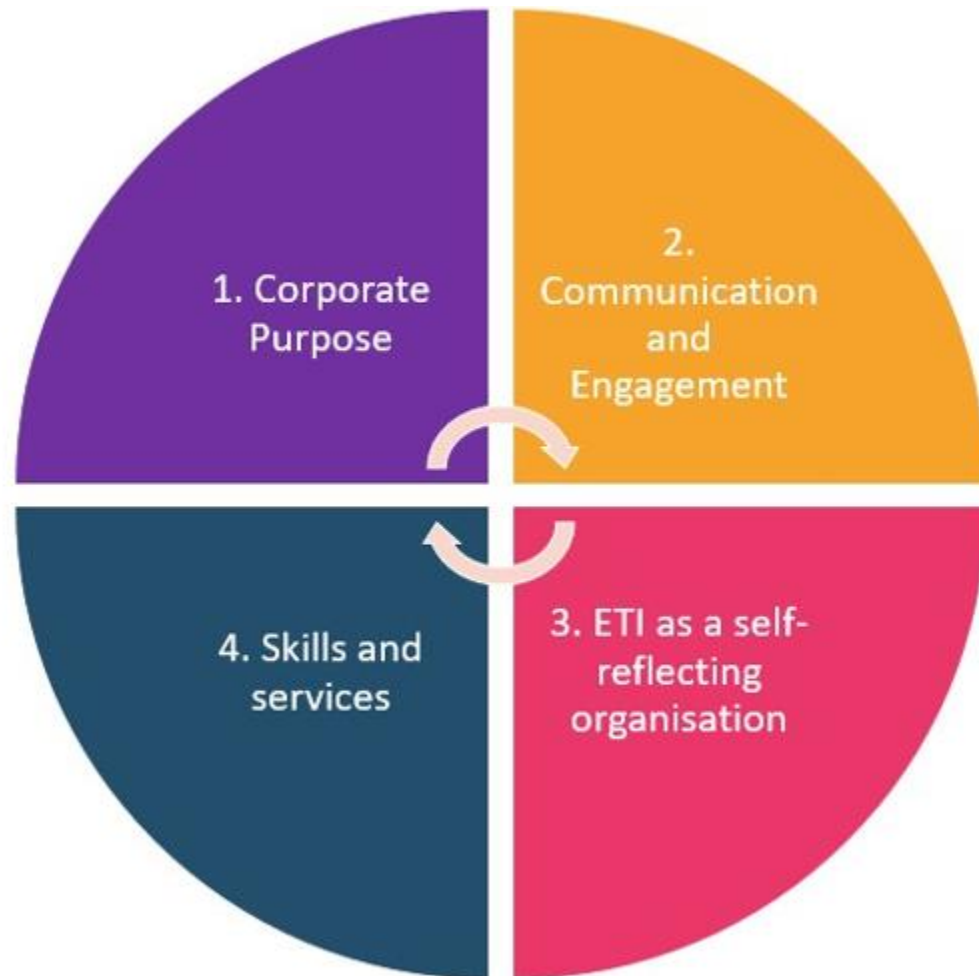 1. Corporate
Purpose
2.
Communication
and
Engagement
3. ETI as a self-
reflecting
organisation
4. Skills and
services